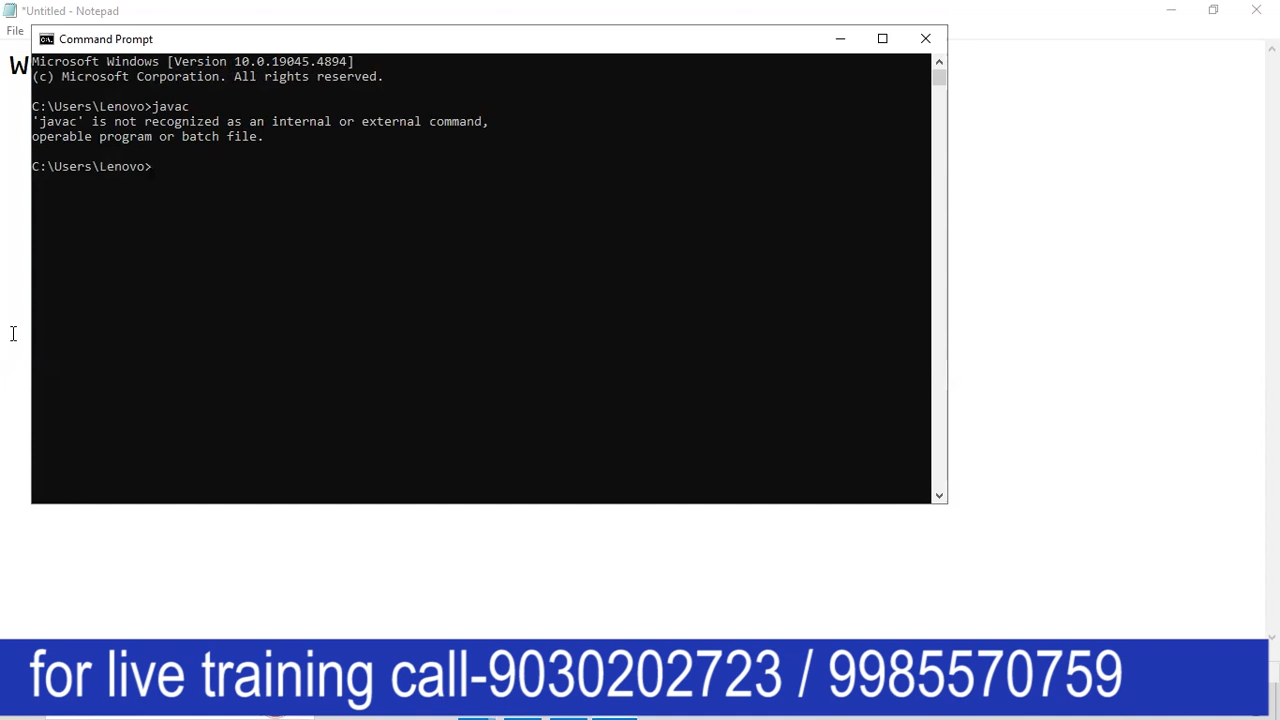 *Untitled - Notepad
File
W
Command Prompt
Microsoft Windows [Version 10.0.19045.4894]
(c) Microsoft Corporation. All rights reserved.
C:\Users\Lenovo>javac
'javac' is not recognized as an internal or external command,
operable program or batch file.
C:\Users\Lenovo>
for live training call-9030202723 / 9985570759